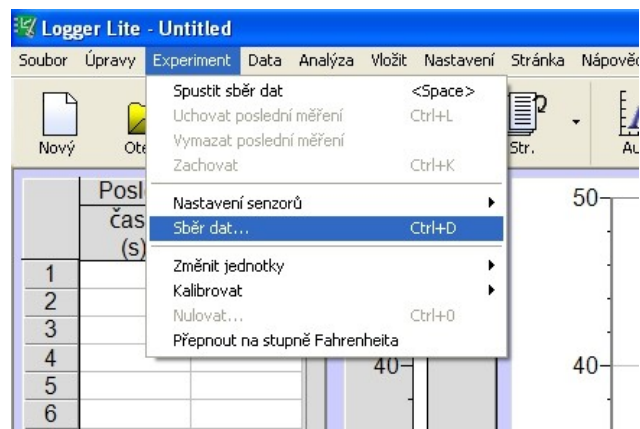 Logger Lite - Untitled
Soubor Úpravy Experiment Data Analýza Vložit Nastavení Stránka
Spustit sběr dat <Space>
Uchovat poslední měření Ctrl+L
Vymazat poslední měření
Zachovat Ctrl+K
Nastavení senzorů
Sběr dat... Ctrl+D
Změnit jednotky
Kalibrovat
Nulovat... Ctrl+0
Přepnout na stupně Fahrenheita
Nový
Str.
(s)
1
2
3
4
5
6
40
50
40